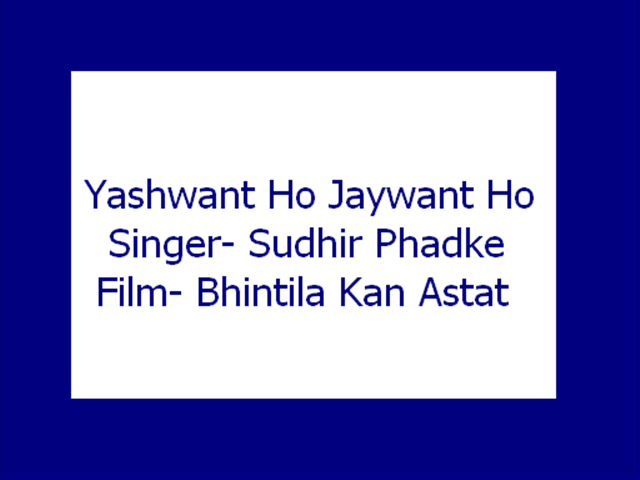 Yashwant Ho Jaywant Ho
Singer- Sudhir Phadke
Film- Bhintila Kan Astat